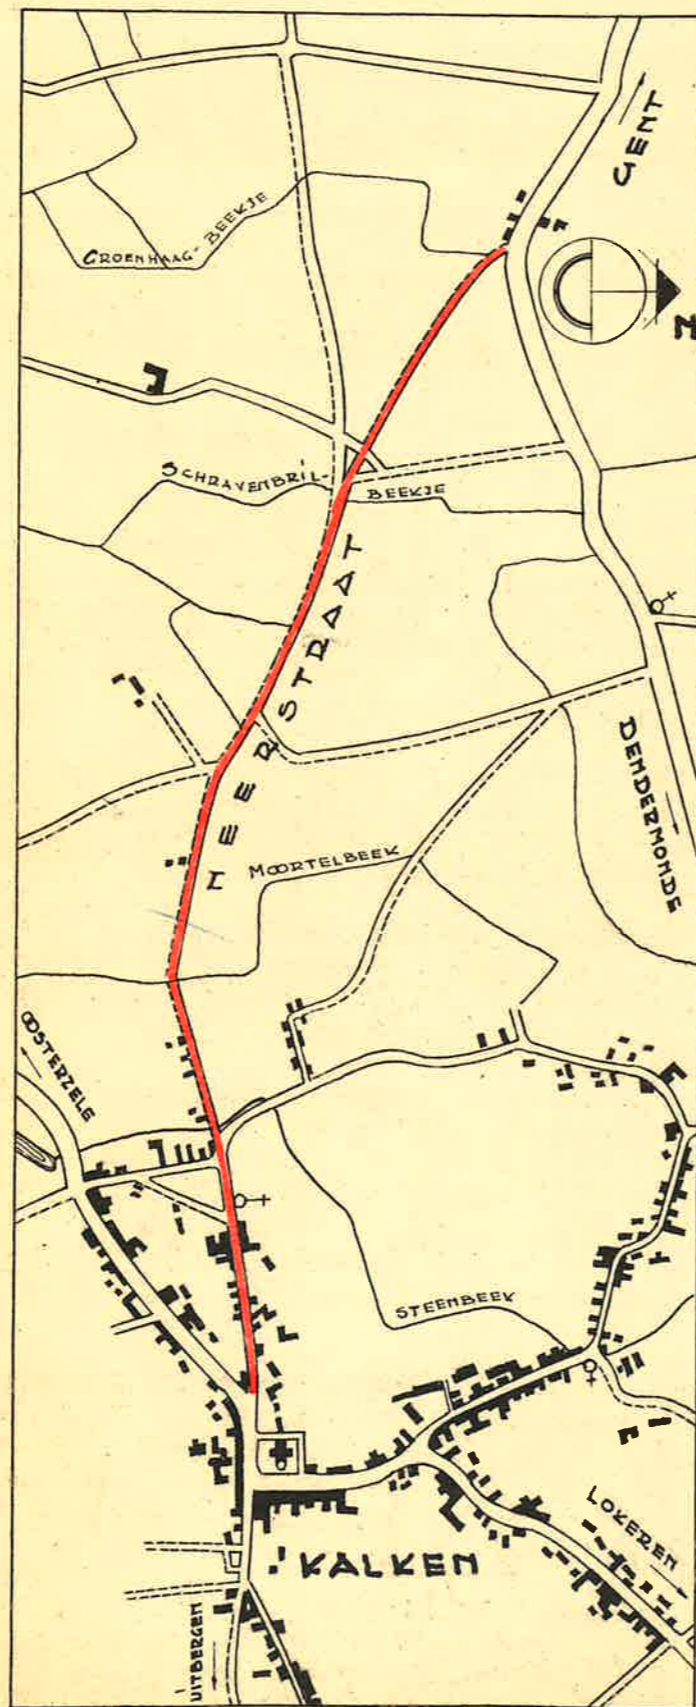 GENT
GROENHAAG-BEEKJE
N
SCHRAVENBRIL-BEEKJE
HEERSTRAAT
DENDERMONDE
MOORTELBEEK
OOSTERZELE
STEENBEEK
LOKEREN
KALKEN
UITBERGEN